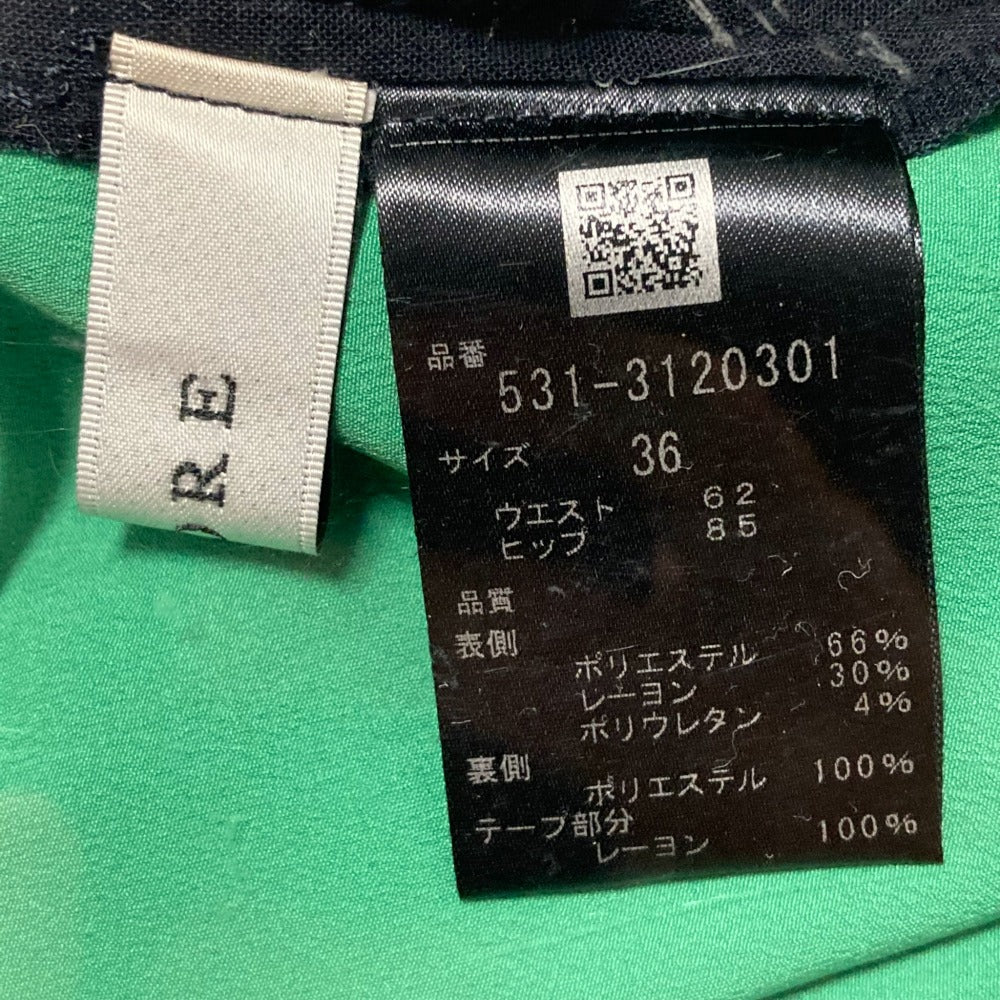 ORE
品番
531-3120301
サイズ 36
ウエスト 62
ヒップ 85
品質
表側
ポリエステル 66%
レーヨン 30%
ポリウレタン 4%
裏側
ポリエステル 100%
テープ部分
レーヨン 100%